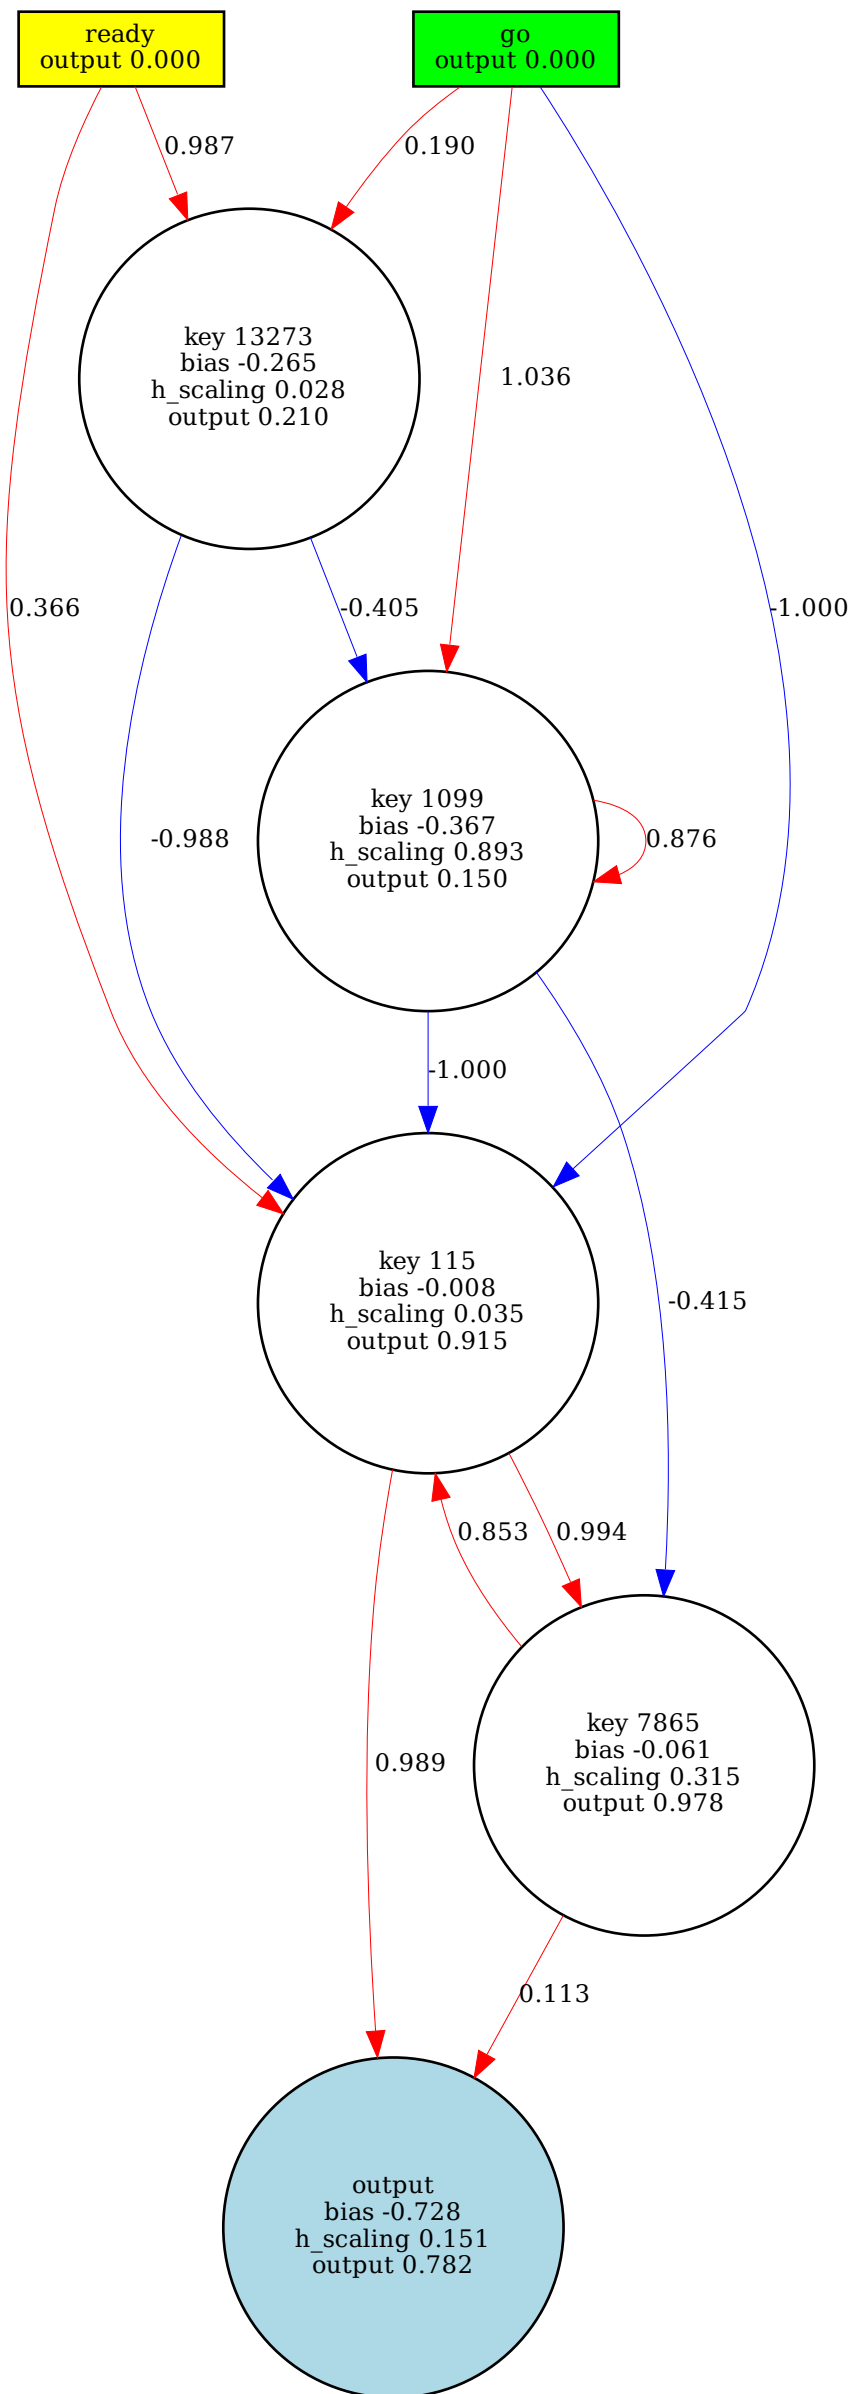 ready
output 0.000
go
output 0.000
0.987
0.190
key 13273
bias -0.265
h_scaling 0.028
output 0.210
1.036
0.366
-0.405
-1.000
key 1099
bias -0.367
h_scaling 0.893
output 0.150
-0.988
0.876
-1.000
key 115
bias -0.008
h_scaling 0.035
output 0.915
-0.415
0.853
0.994
key 7865
bias -0.061
h_scaling 0.315
output 0.978
0.989
0.113
output
bias -0.728
h_scaling 0.151
output 0.782